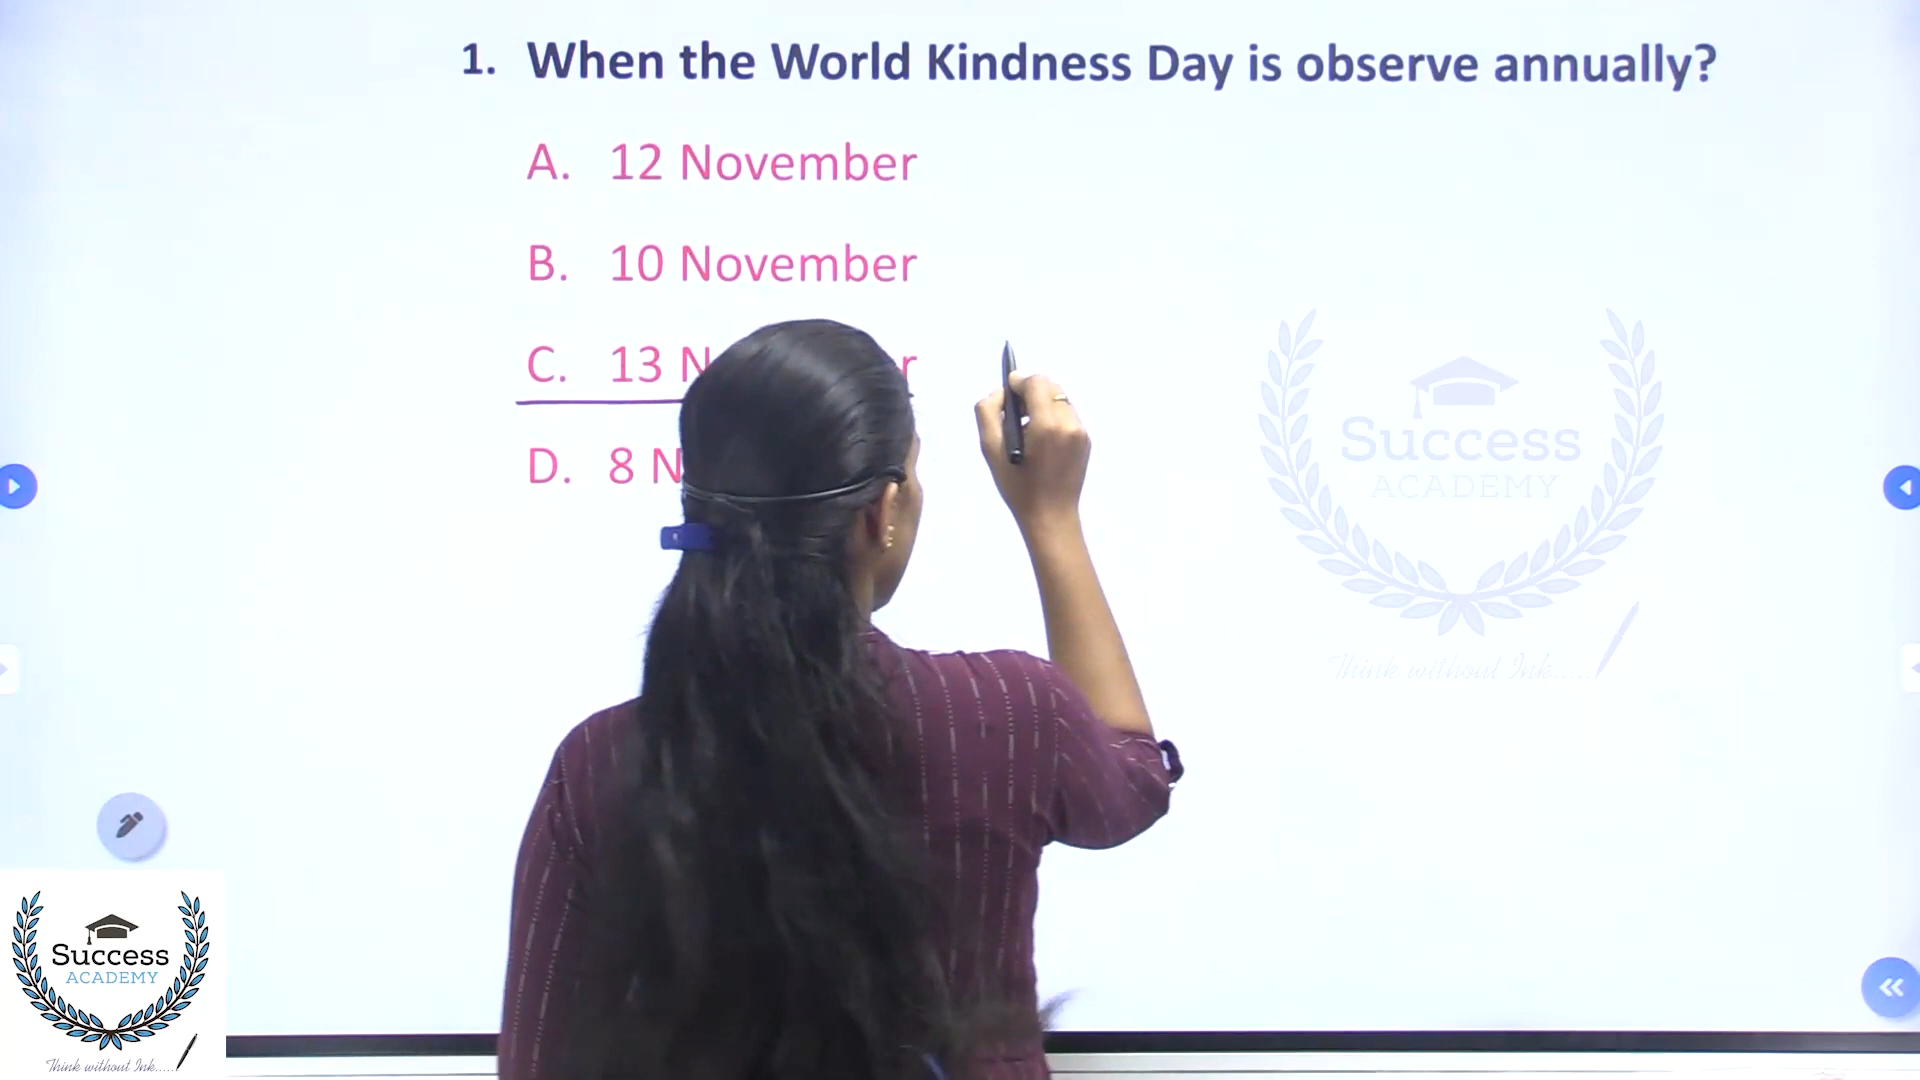 1. When the World Kindness Day is observe annually?
A. 12 November
B. 10 November
C. 13
D. 8
Success
ACADEMY
Think without Ink.....
Success
ACADEMY
Think without Ink.....